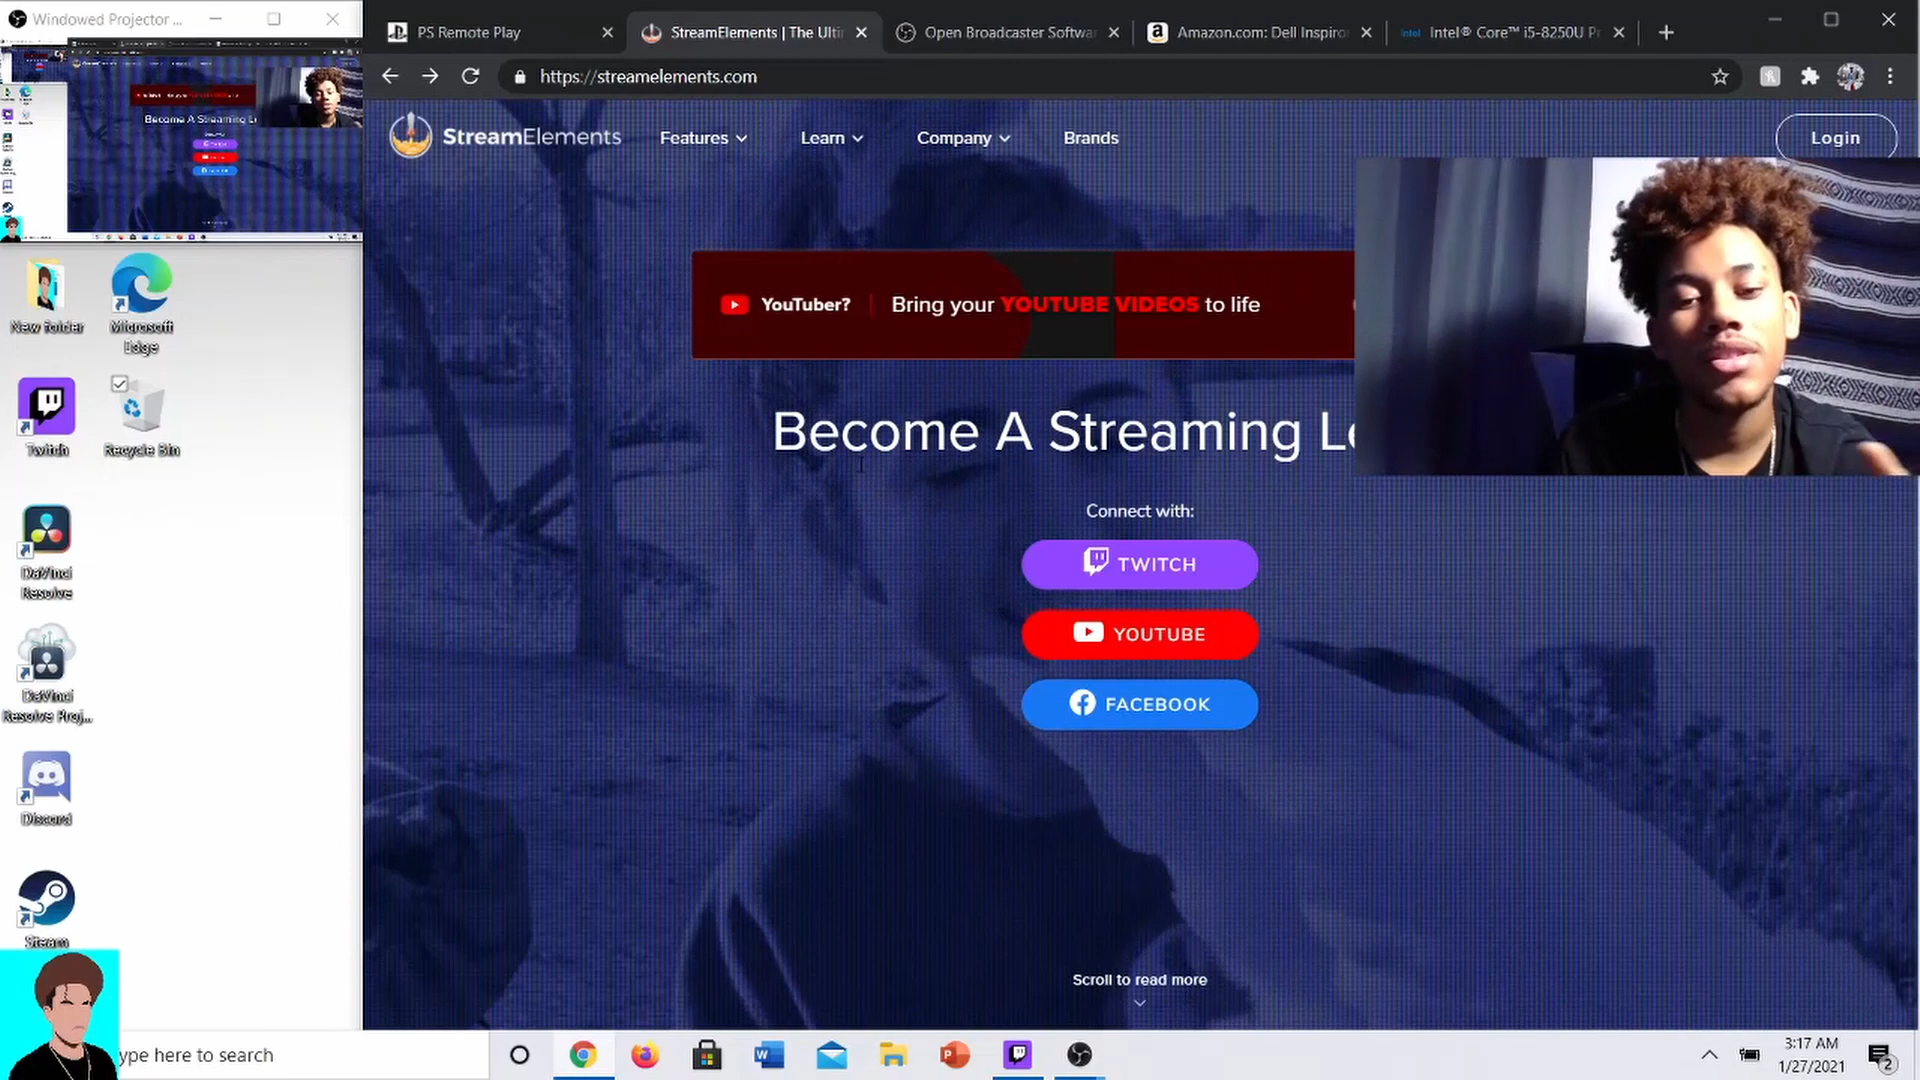 Windowed Projector ...
PS Remote Play
StreamElements | The Ulti
Open Broadcaster Softwar
Amazon.com: Dell Inspiro
Intel® Core™ i5-8250U Pr
https://streamelements.com
StreamElements
Features
Learn
Company
Brands
Login
YouTuber?
Bring your YOUTUBE VIDEOS to life
Become A Streaming Le
Connect with:
TWITCH
YOUTUBE
FACEBOOK
Scroll to read more
New Folder
Microsoft Edge
Twitch
Recycle Bin
DaVinci Resolve
DaVinci Resolve Proj...
Discord
Steam
ype here to search
3:17 AM
1/27/2021
2